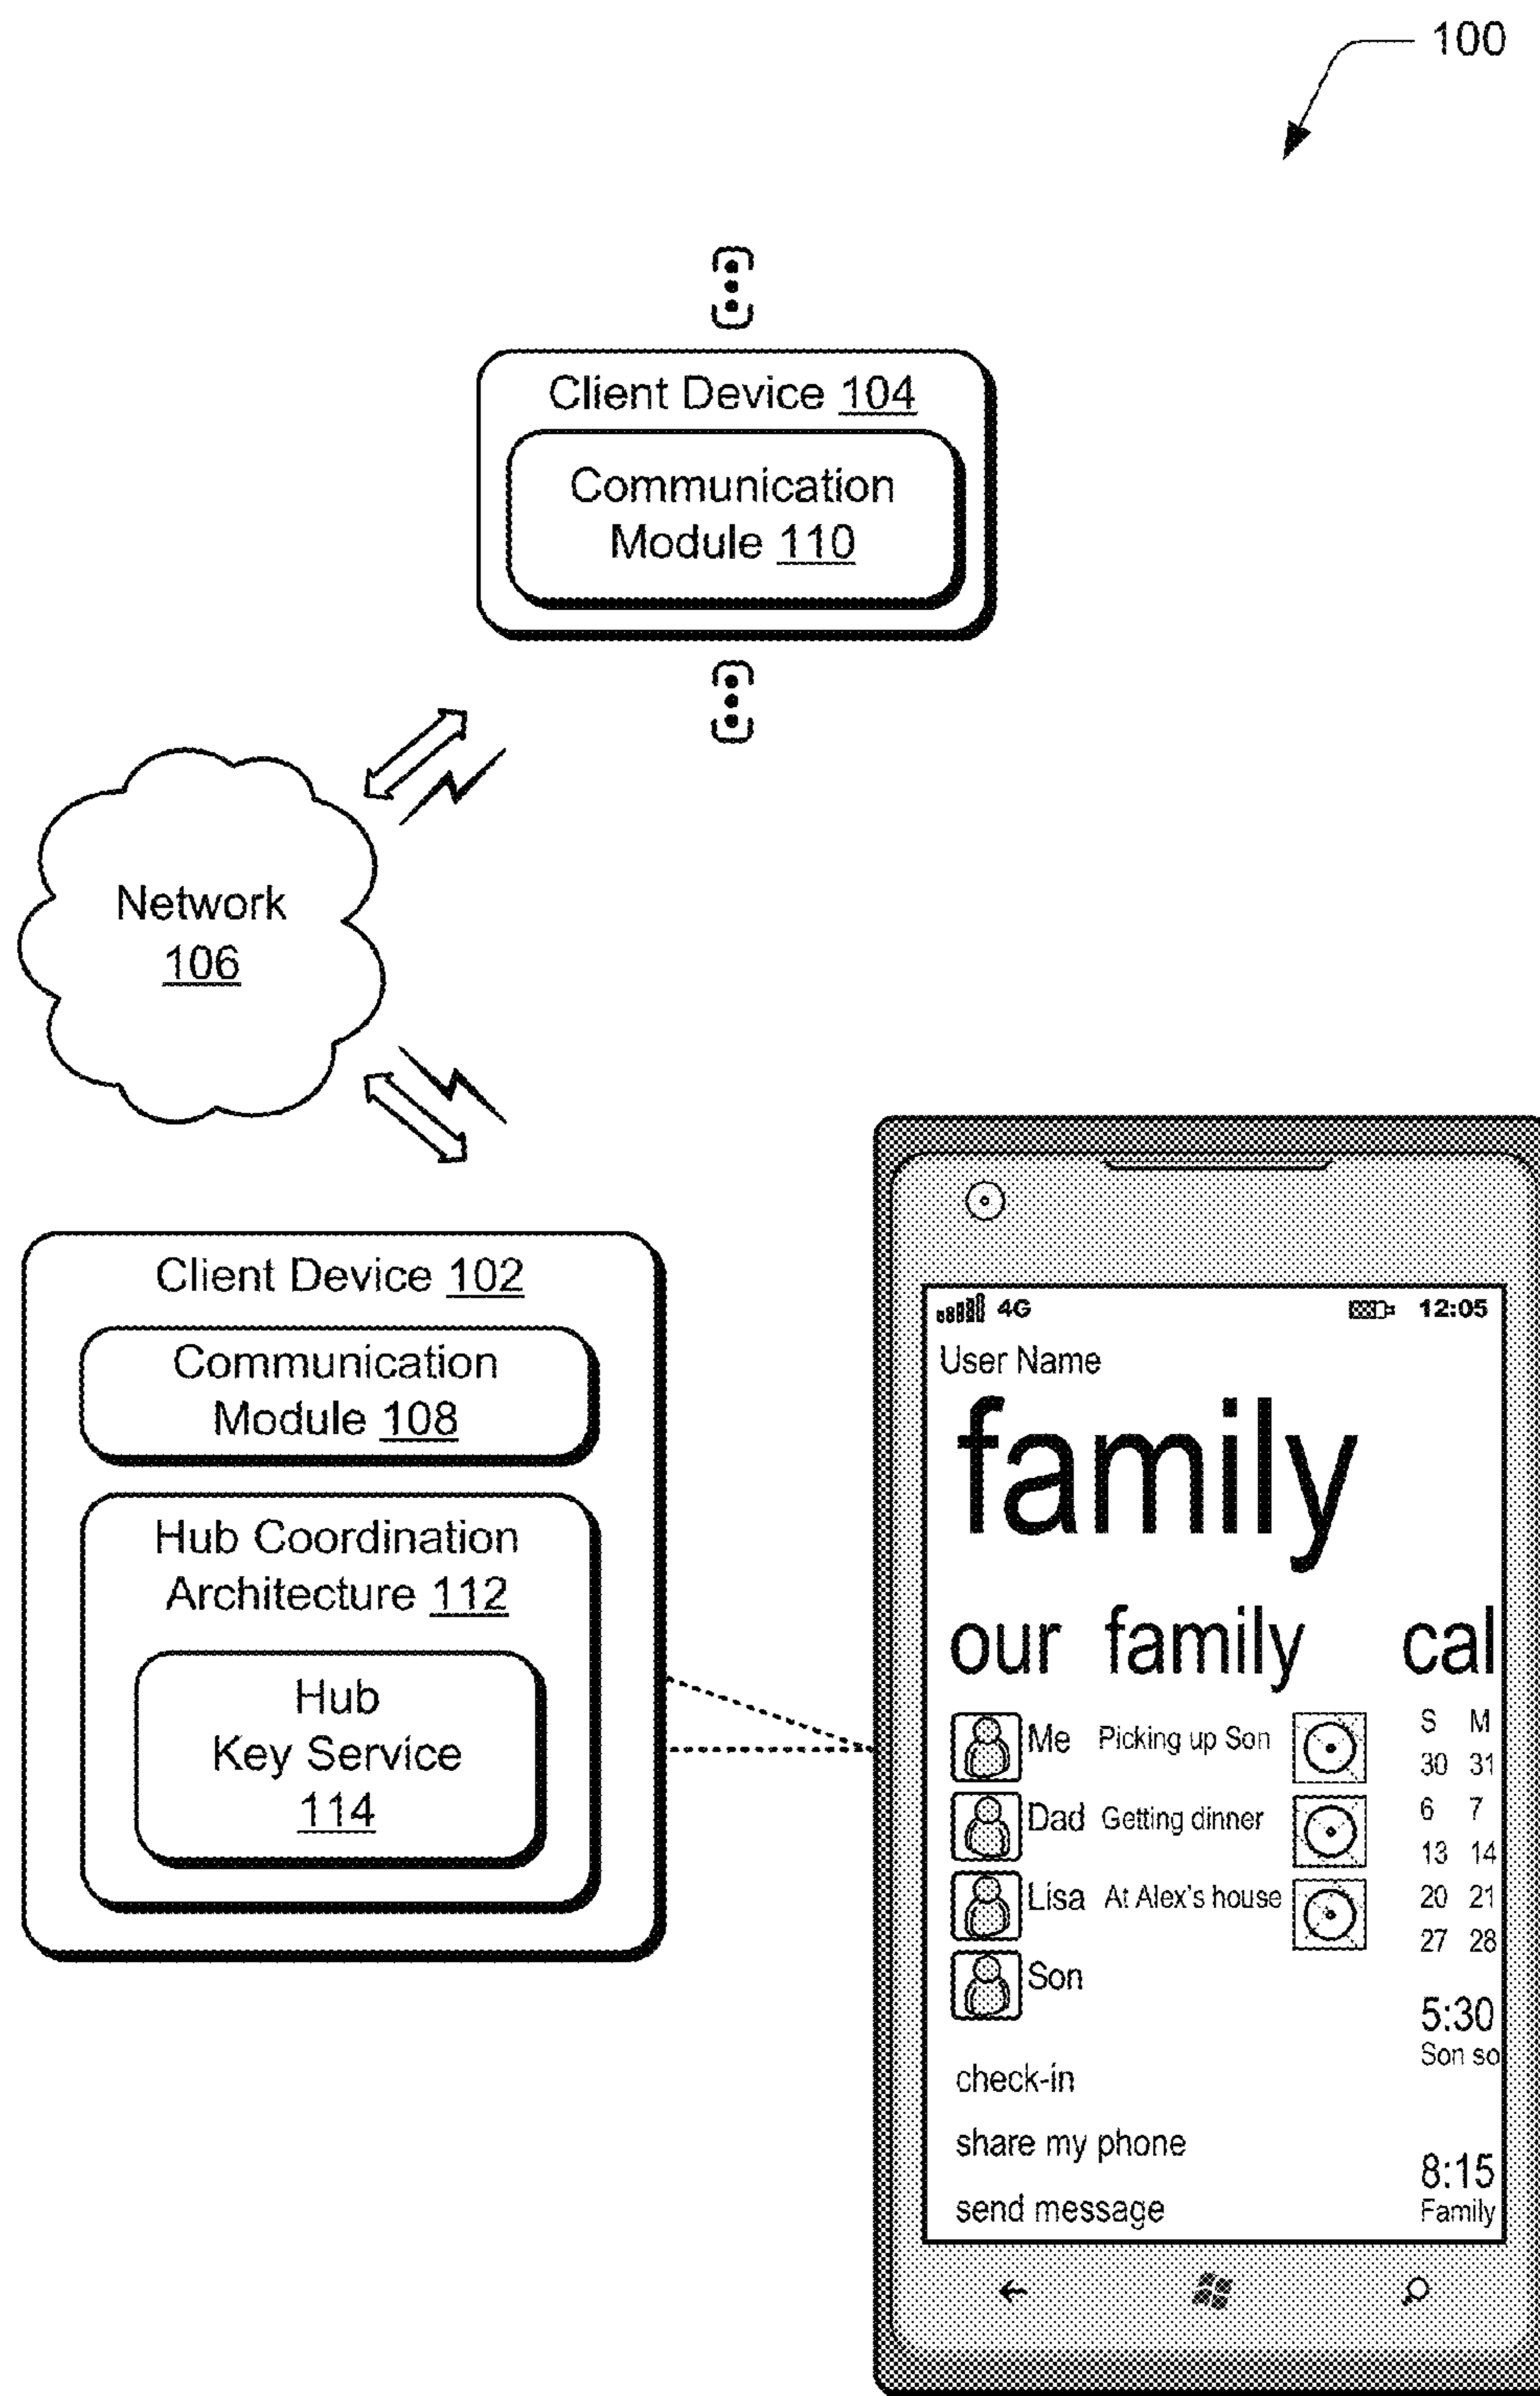 100
Client Device 104
Communication
Module 110
Network
106
Client Device 102
Communication
Module 108
Hub Coordination
Architecture 112
Hub
Key Service
114
4G 12:05
User Name
family
our family cal
Me Picking up Son
Dad Getting dinner
Lisa At Alex's house
Son
check-in
share my phone
send message
S M
30 31
6 7
13 14
20 21
27 28
5:30
Son so
8:15
Family